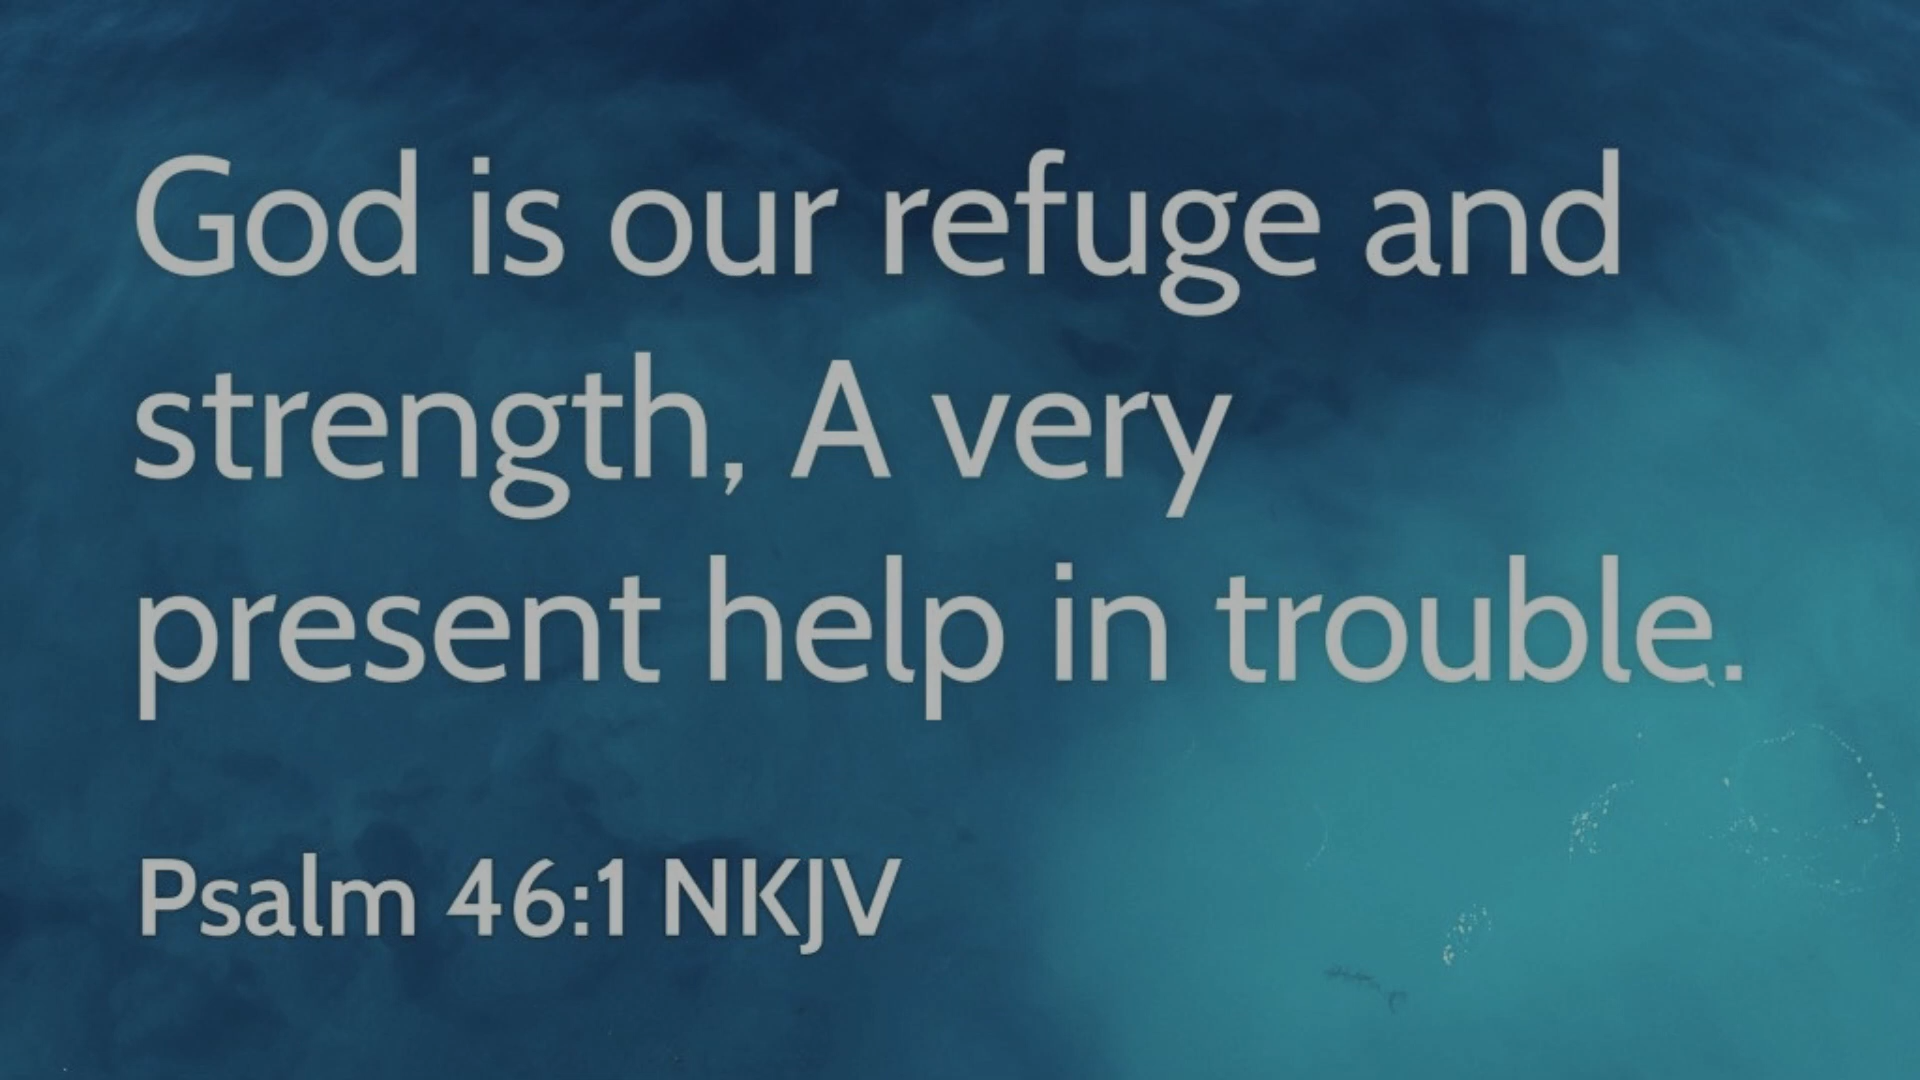 God is our refuge and
strength, A very
present help in trouble.
Psalm 46:1 NKJV